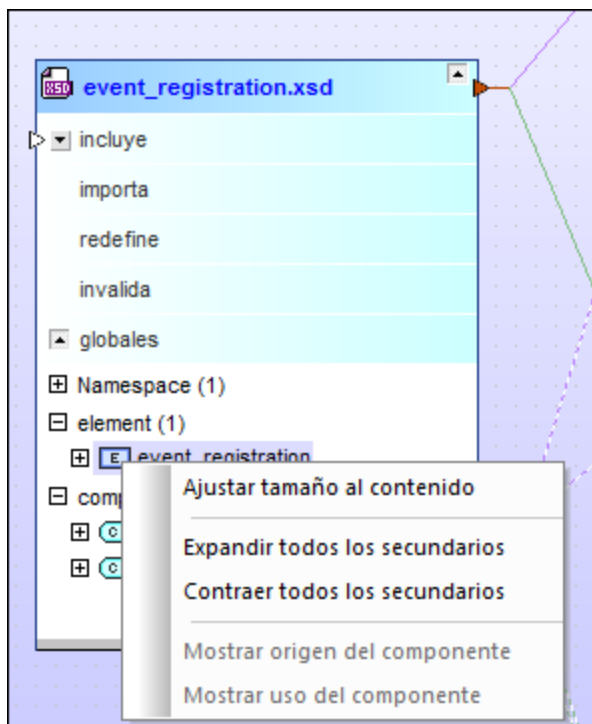 XSD event_registration.xsd
incluye
importa
redefine
invalida
globales
Namespace (1)
element (1)
E event_registration
Ajustar tamaño al contenido
C
Expandir todos los secundarios
C
Contraer todos los secundarios
Mostrar origen del componente
Mostrar uso del componente